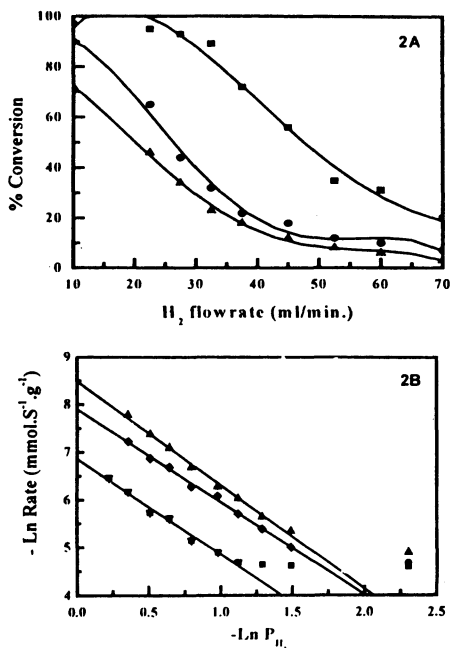 2A
% Conversion
100
80
60
40
20
0
10 20 30 40 50 60 70
H₂ flowrate (ml/min.)
2B
- Ln Rate (mmol.S⁻¹.g⁻¹)
9
8
7
6
5
4
0.0 0.5 1.0 1.5 2.0 2.5
-Ln P_H₂